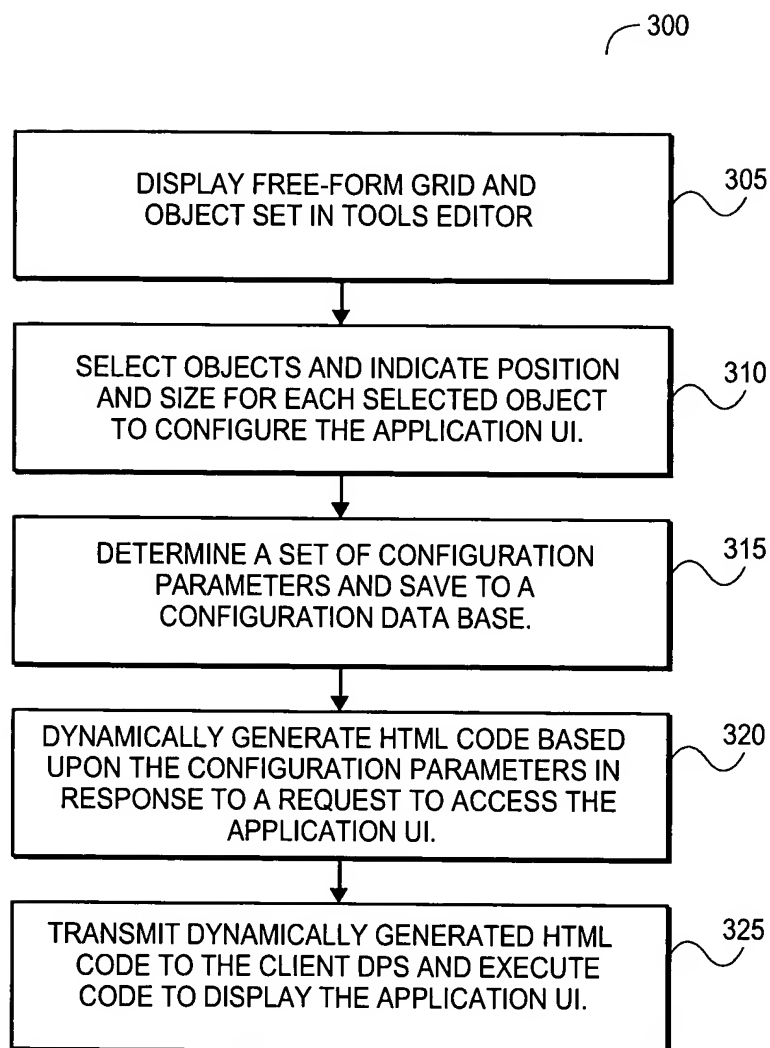 300
DISPLAY FREE-FORM GRID AND
OBJECT SET IN TOOLS EDITOR
305
SELECT OBJECTS AND INDICATE POSITION
AND SIZE FOR EACH SELECTED OBJECT
TO CONFIGURE THE APPLICATION UI.
310
DETERMINE A SET OF CONFIGURATION
PARAMETERS AND SAVE TO A
CONFIGURATION DATA BASE.
315
DYNAMICALLY GENERATE HTML CODE BASED
UPON THE CONFIGURATION PARAMETERS IN
RESPONSE TO A REQUEST TO ACCESS THE
APPLICATION UI.
320
TRANSMIT DYNAMICALLY GENERATED HTML
CODE TO THE CLIENT DPS AND EXECUTE
CODE TO DISPLAY THE APPLICATION UI.
325